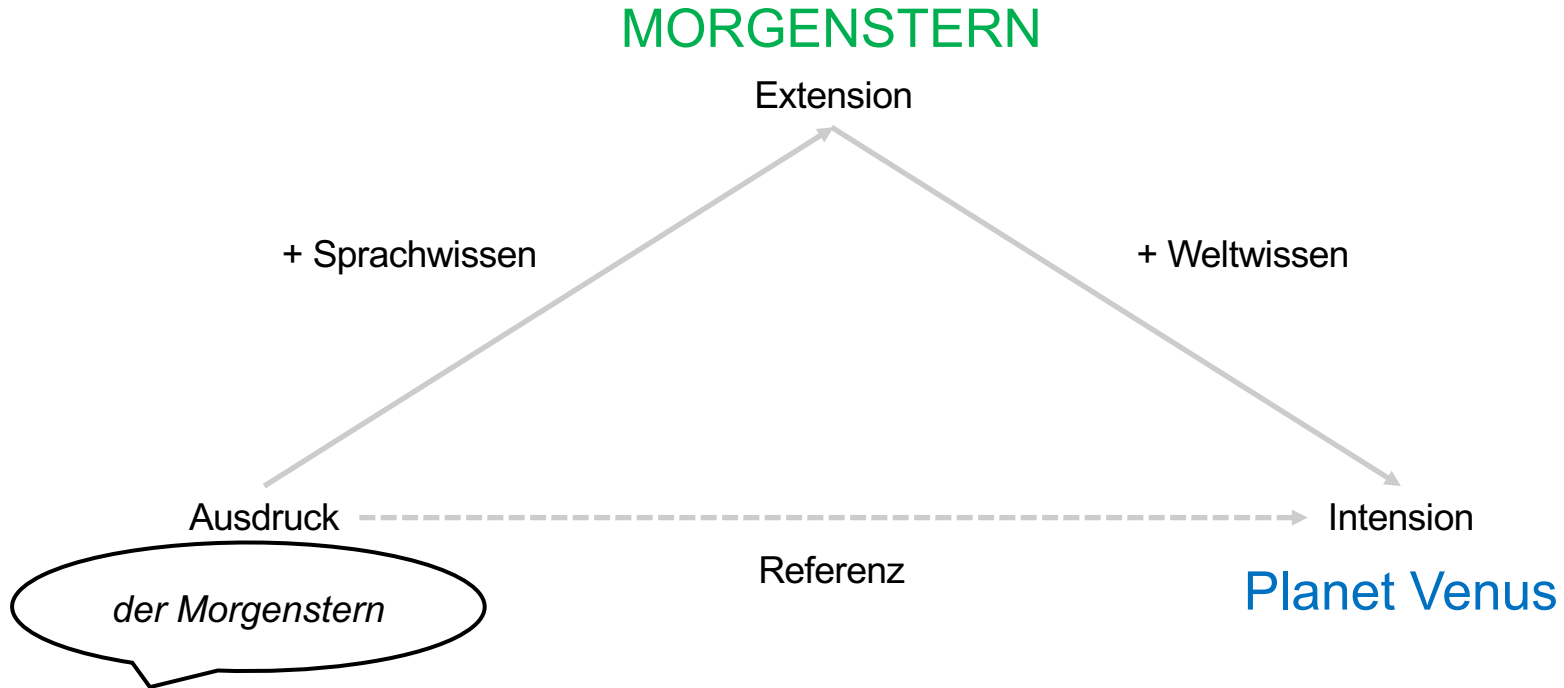 MORGENSTERN
Extension
+ Sprachwissen
+ Weltwissen
Ausdruck
Intension
Referenz
der Morgenstern
Planet Venus